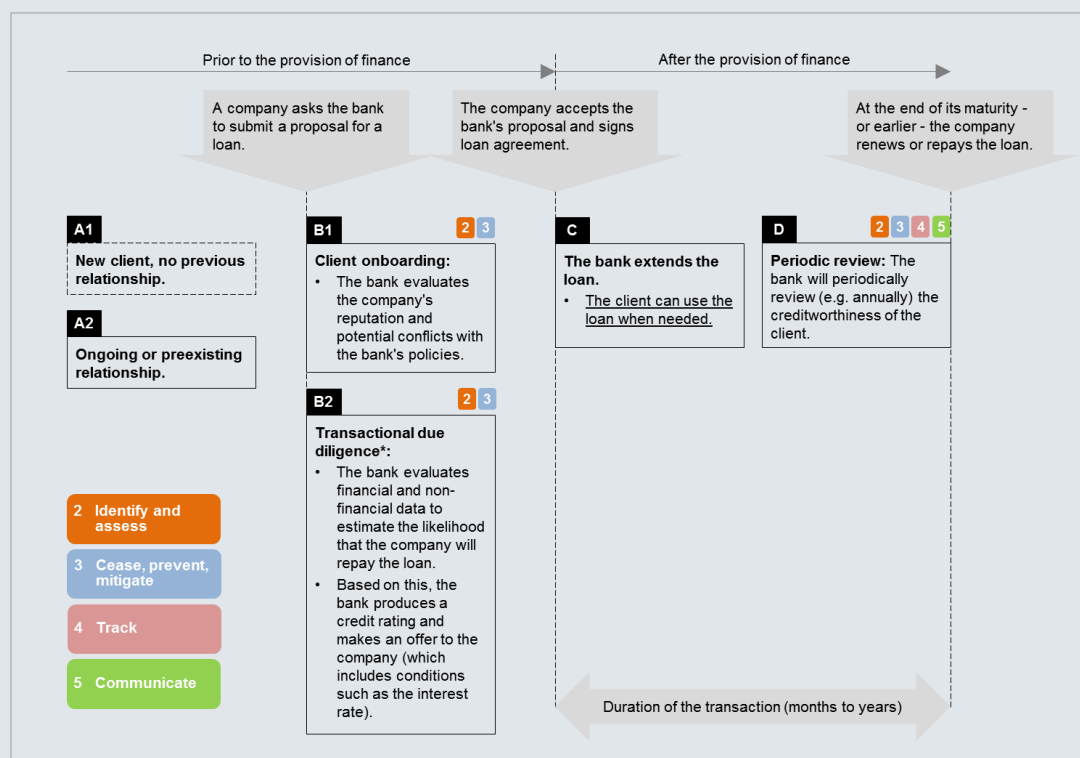 Prior to the provision of finance
After the provision of finance
A company asks the bank
to submit a proposal for a
loan.
The company accepts the
bank's proposal and signs
loan agreement.
At the end of its maturity -
or earlier - the company
renews or repays the loan.
A1
New client, no previous
relationship.
A2
Ongoing or preexisting
relationship.
B1
2 3
Client onboarding:
• The bank evaluates
the company's
reputation and
potential conflicts with
the bank's policies.
B2
2 3
Transactional due
diligence*:
• The bank evaluates
financial and non-
financial data to
estimate the likelihood
that the company will
repay the loan.
• Based on this, the
bank produces a
credit rating and
makes an offer to the
company (which
includes conditions
such as the interest
rate).
C
The bank extends the
loan.
• The client can use the
loan when needed.
D
2 3 4 5
Periodic review: The
bank will periodically
review (e.g. annually) the
creditworthiness of the
client.
2 Identify and
assess
3 Cease, prevent,
mitigate
4 Track
5 Communicate
Duration of the transaction (months to years)